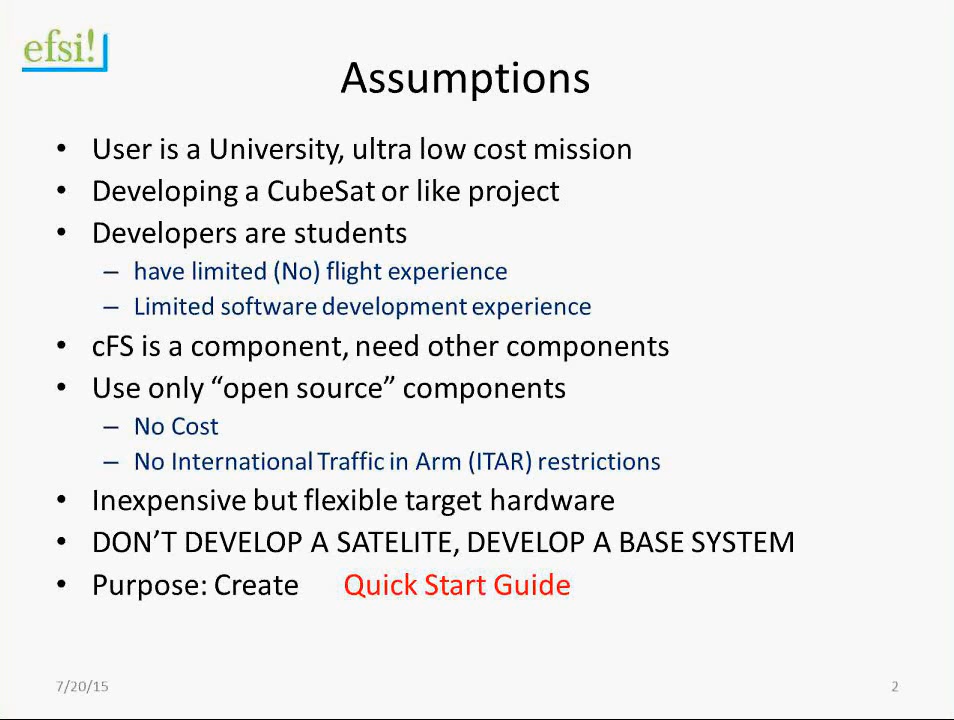 efsi!
Assumptions
• User is a University, ultra low cost mission
• Developing a CubeSat or like project
• Developers are students
– have limited (No) flight experience
– Limited software development experience
• cFS is a component, need other components
• Use only “open source” components
– No Cost
– No International Traffic in Arm (ITAR) restrictions
• Inexpensive but flexible target hardware
• DON’T DEVELOP A SATELITE, DEVELOP A BASE SYSTEM
• Purpose: Create Quick Start Guide
7/20/15 2